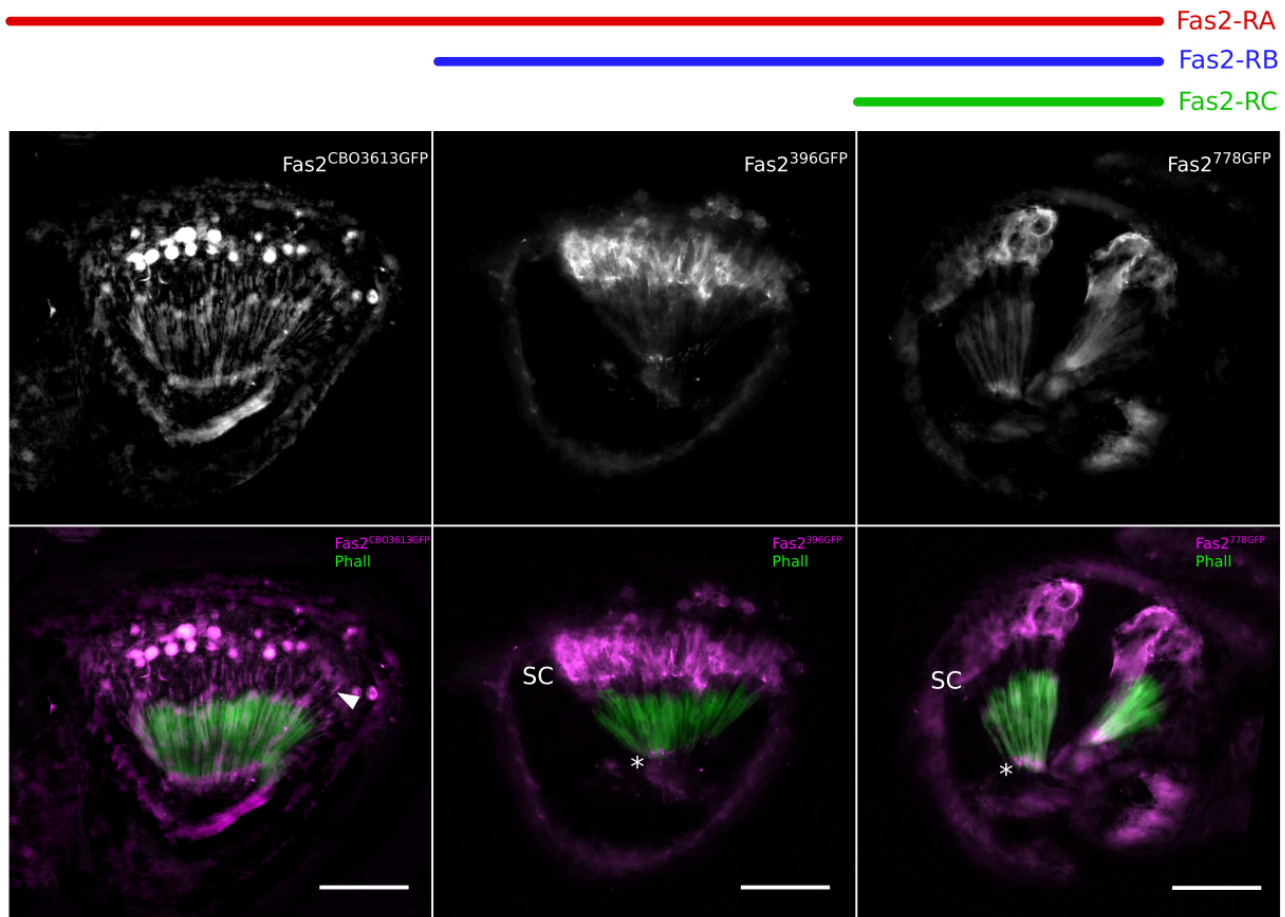 Fas2-RA
Fas2-RB
Fas2-RC
Fas2CBO3613GFP
Fas2396GFP
Fas2778GFP
Fas2CBO3613GFP
Phall
Fas2396GFP
Phall
Fas2778GFP
Phall
SC
SC
*
*